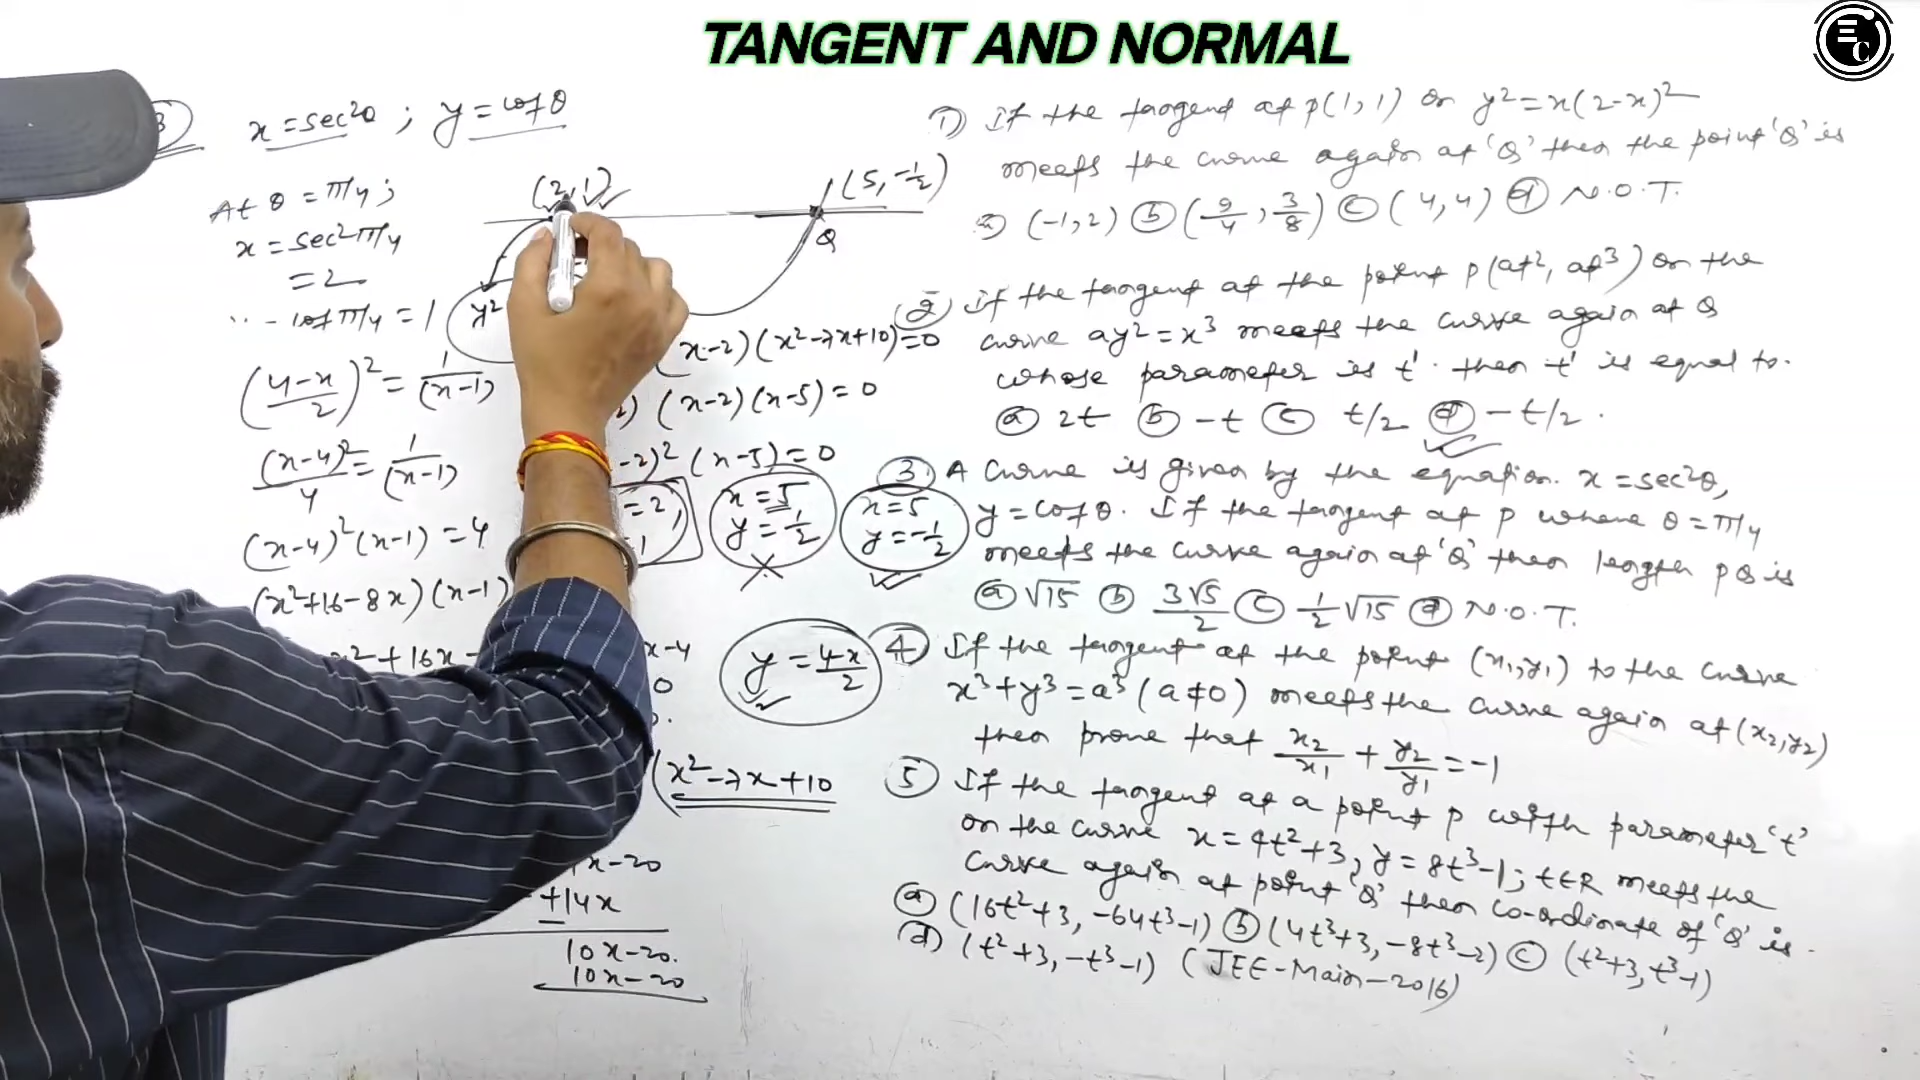 TANGENT AND NORMAL
E C
3) x = sec²θ ; y = cotθ
At θ = π/4 ;
x = sec²π/4
= 2
cot π/4 = 1
(2, 1)
(5, -1/2)
Q
y²
((4-x)/2)² = 1/(x-1)
(x-4)²/4 = 1/(x-1)
(x-4)²(x-1) = 4
(x²+16-8x)(x-1)
x²+16x-
x-4
0
(x-2)(x²-7x+10)=0
(x-2)(x-5)=0
-2)²(x-5)=0
=2,
1
x=5
y=1/2
x=5
y=-1/2
y = (4-x)/2
(x²-7x+10
x-20
+14x
10x-20.
10x-20
1) If the tangent at p(1,1) on y²=x(2-x)²
meets the curve again at 'Q' then the point 'Q' is
(a) (-1,2) (b) (9/4, 3/8) (c) (4,4) (d) N.O.T.
2) If the tangent at the point p(at², at³) on the
curve ay²=x³ meets the curve again at Q
whose parameter is t'. then t' is equal to.
(a) 2t (b) -t (c) t/2 (d) -t/2.
3. A curve is given by the equation. x=sec²θ,
y=cotθ. If the tangent at p where θ=π/4
meets the curve again at 'Q' then length pQ is
(a) √15 (b) 3√5/2 (c) 1/2 √15 (d) N.O.T.
4) If the tangent at the point (x₁,y₁) to the curve
x³+y³=a³ (a≠0) meets the curve again at (x₂,y₂)
then prove that x₂/x₁ + y₂/y₁ = -1
5) If the tangent at a point p with parameter 't'
on the curve x=4t²+3, y=8t³-1; t∈R meets the
curve again at point 'Q' then co-ordinate of 'Q' is.
(a) (16t²+3, -64t³-1) (b) (4t³+3, -8t³-2) (c) (t²+3, t³-1)
(d) (t²+3, -t³-1) (JEE-Main-2016)